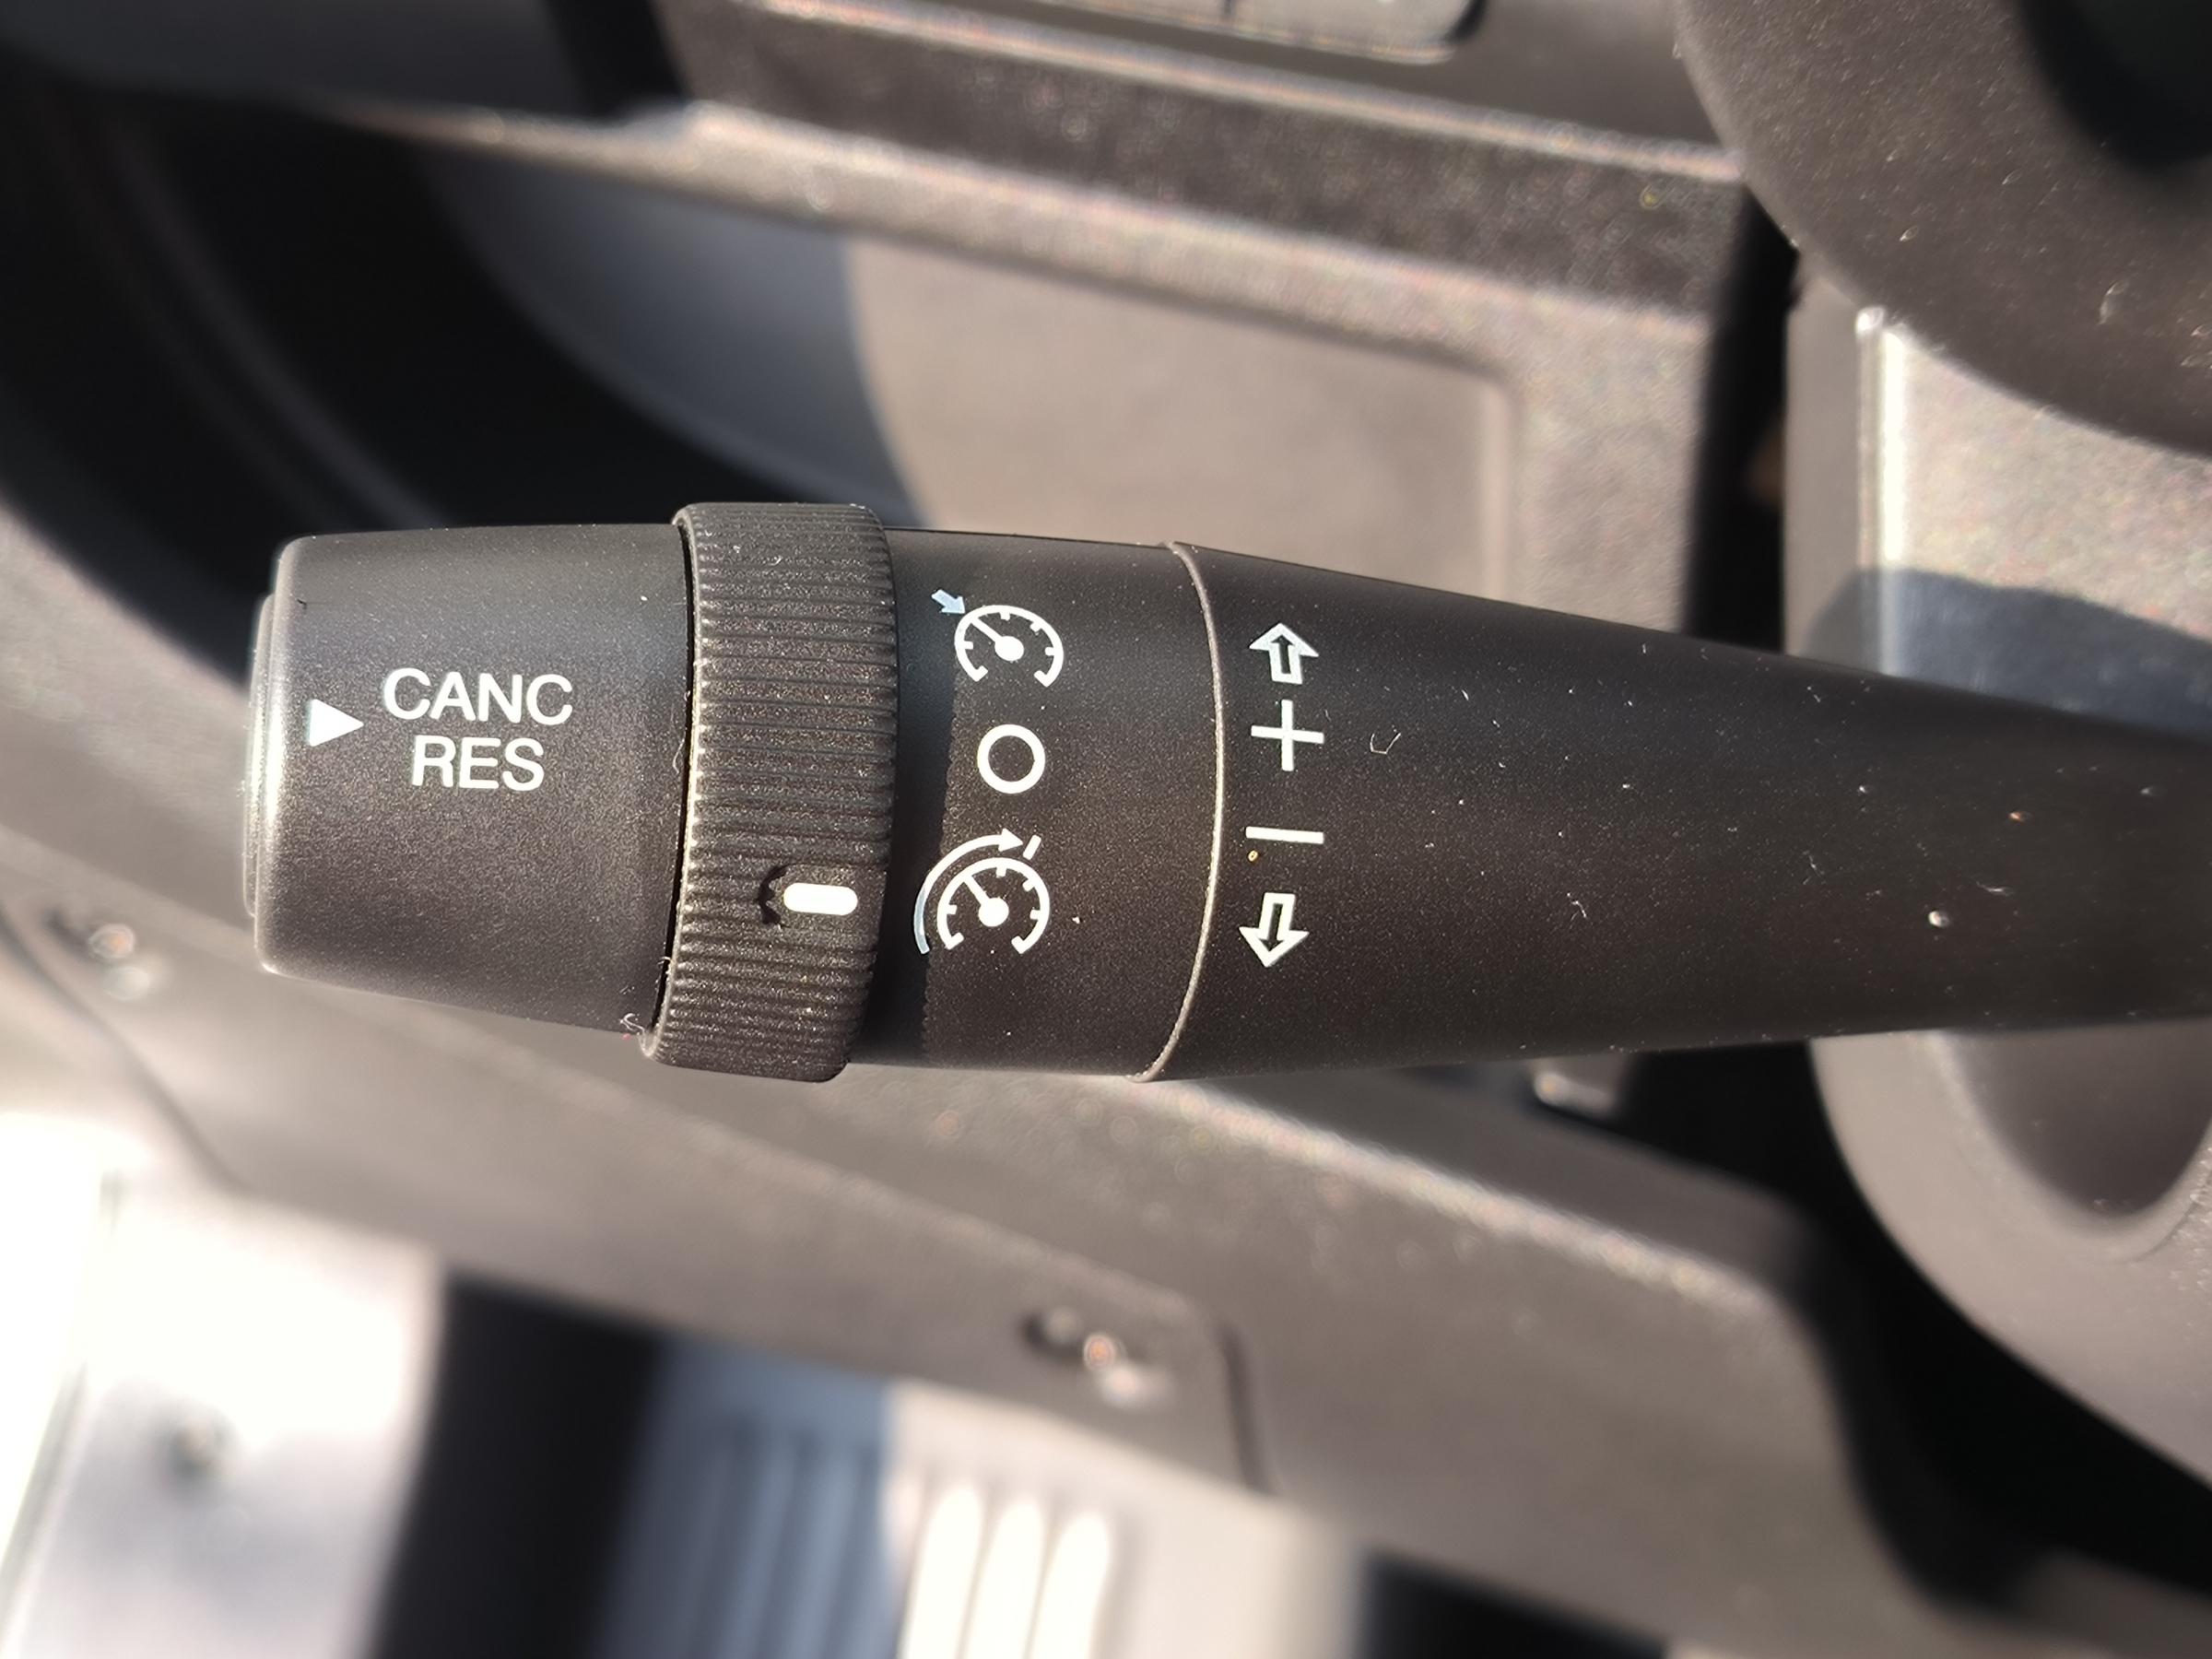 CANC
RES
+
-